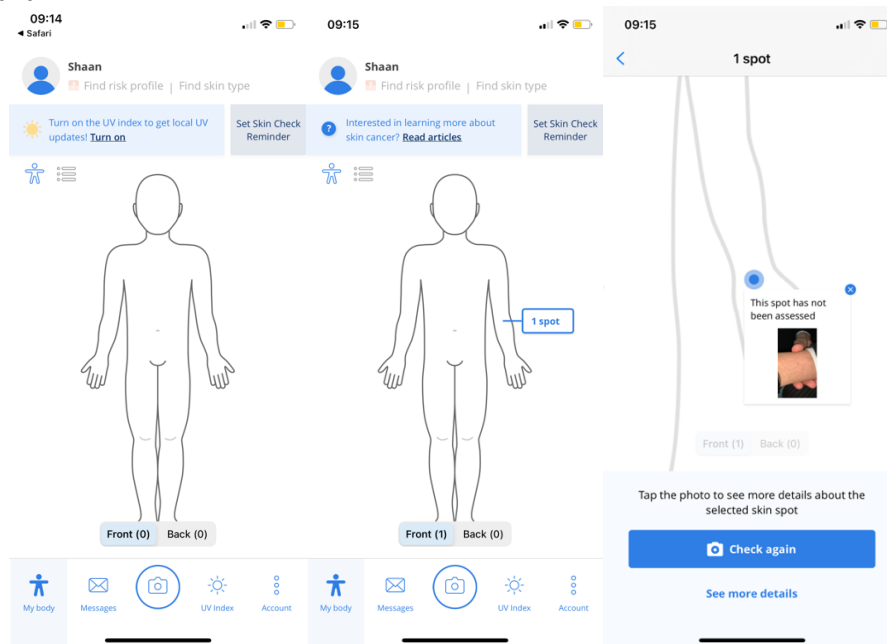 09:14
Safari
Shaan
Find risk profile | Find skin type
Turn on the UV index to get local UV
updates! Turn on
Set Skin Check
Reminder
Front (0)
Back (0)
My body
Messages
UV Index
Account
09:15
Shaan
Find risk profile | Find skin type
Interested in learning more about
skin cancer? Read articles
Set Skin Check
Reminder
1 spot
Front (1)
Back (0)
My body
Messages
UV Index
Account
09:15
1 spot
This spot has not
been assessed
Front (1)
Back (0)
Tap the photo to see more details about the
selected skin spot
Check again
See more details